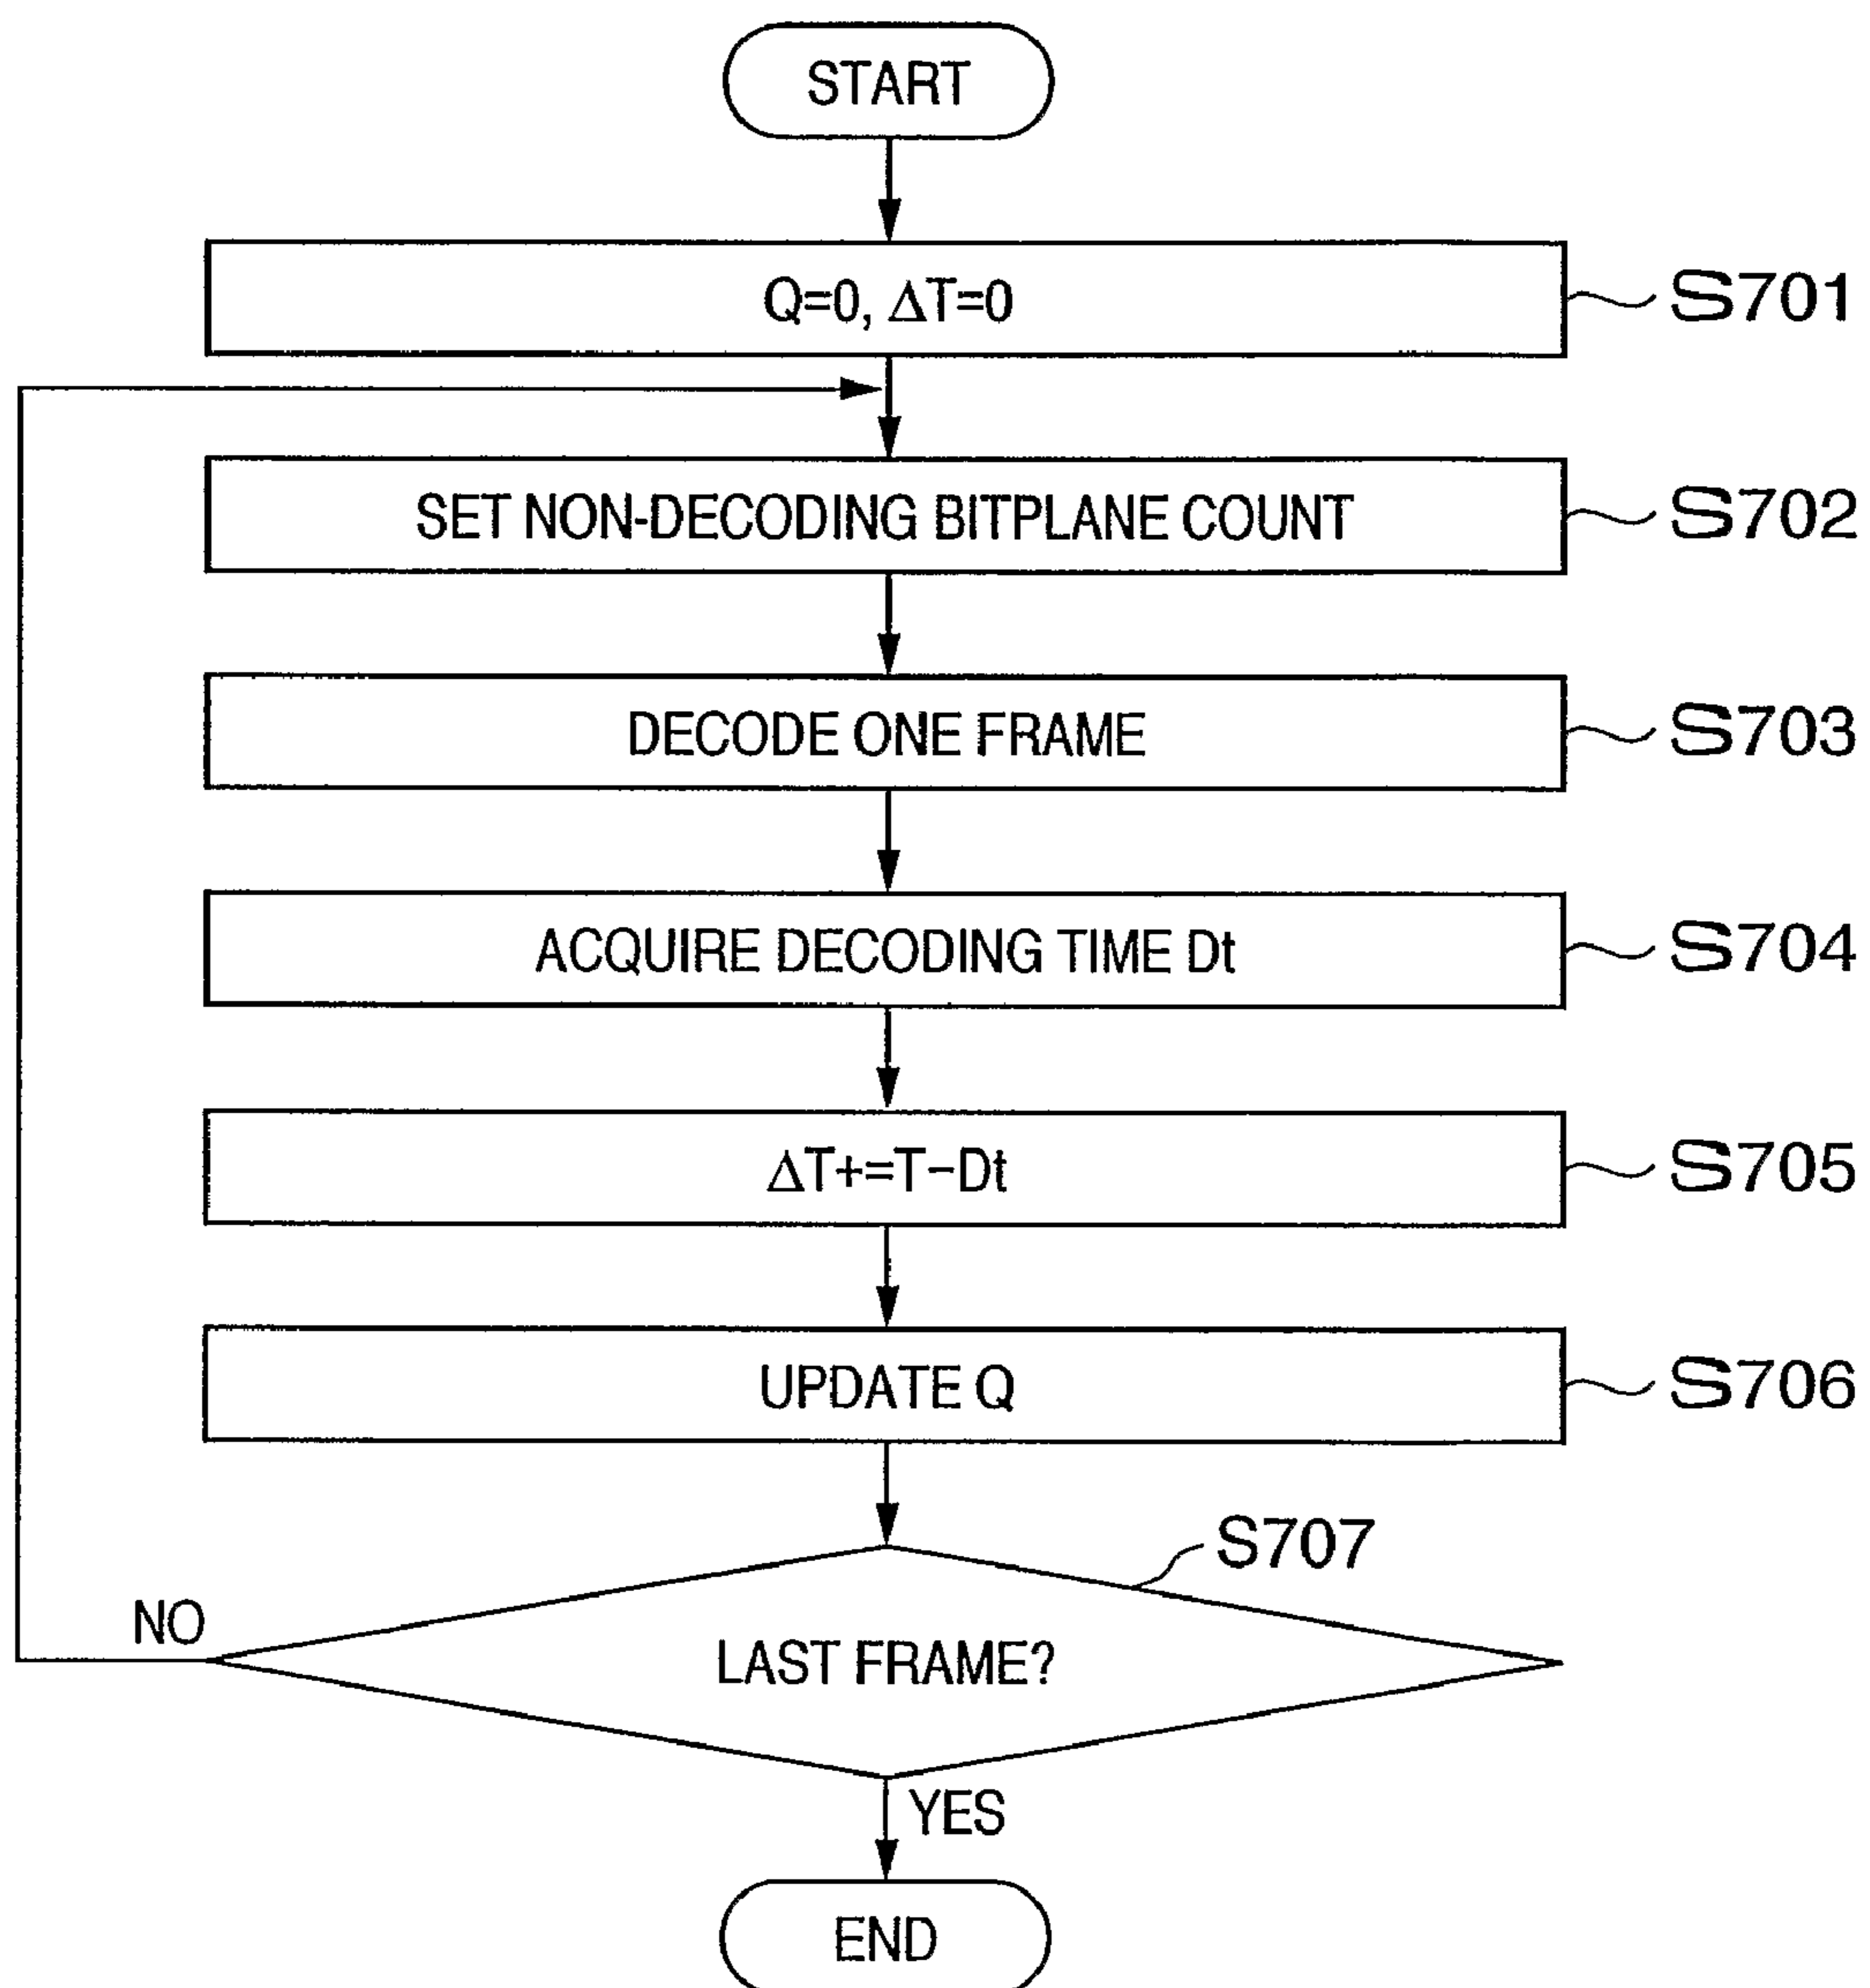 START
Q=0, ΔT=0
S701
SET NON-DECODING BITPLANE COUNT
S702
DECODE ONE FRAME
S703
ACQUIRE DECODING TIME Dt
S704
ΔT+=T-Dt
S705
UPDATE Q
S706
S707
NO
LAST FRAME?
YES
END